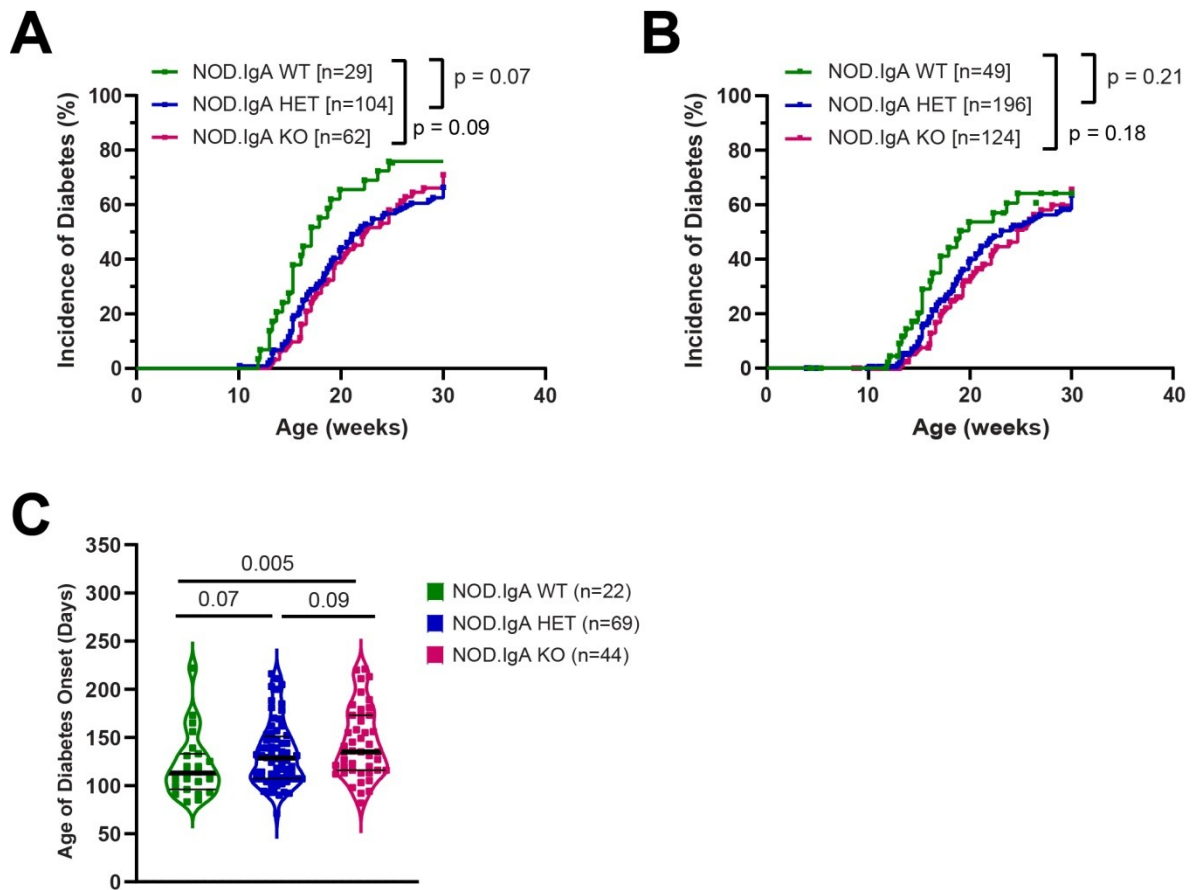 A
NOD.IgA WT [n=29]
NOD.IgA HET [n=104]
NOD.IgA KO [n=62]
p = 0.07
p = 0.09
Incidence of Diabetes (%)
100
80
60
40
20
0
0 10 20 30 40
Age (weeks)
B
NOD.IgA WT [n=49]
NOD.IgA HET [n=196]
NOD.IgA KO [n=124]
p = 0.21
p = 0.18
Incidence of Diabetes (%)
100
80
60
40
20
0
0 10 20 30 40
Age (weeks)
C
Age of Diabetes Onset (Days)
350
300
250
200
150
100
50
0
0.005
0.07 0.09
NOD.IgA WT (n=22)
NOD.IgA HET (n=69)
NOD.IgA KO (n=44)